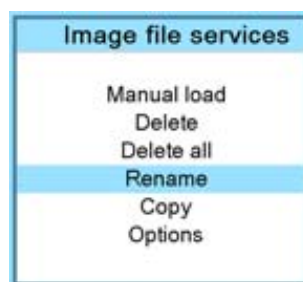 Image file services
Manual load
Delete
Delete all
Rename
Copy
Options